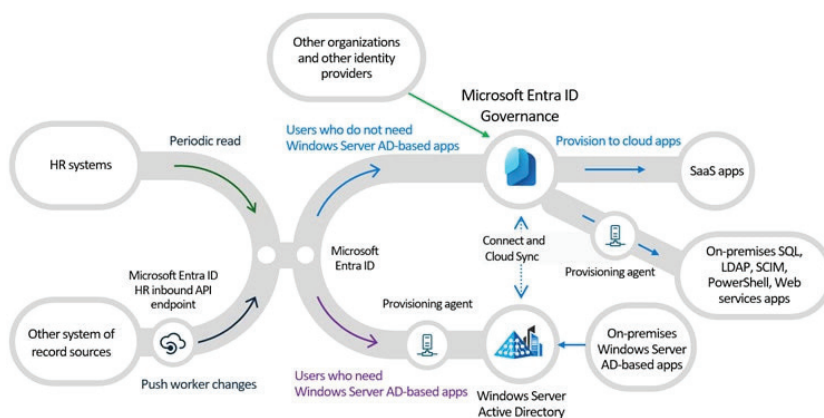 Other organizations
and other identity
providers
Microsoft Entra ID
Governance
Periodic read
Users who do not need
Windows Server AD-based apps
Provision to cloud apps
HR systems
SaaS apps
Microsoft
Entra ID
Connect and
Cloud Sync
Provisioning agent
On-premises SQL,
LDAP, SCIM,
PowerShell, Web
services apps
Microsoft Entra ID
HR inbound API
endpoint
Provisioning agent
Other system of
record sources
On-premises
Windows Server
AD-based apps
Push worker changes
Users who need
Windows Server AD-based apps
Windows Server
Active Directory